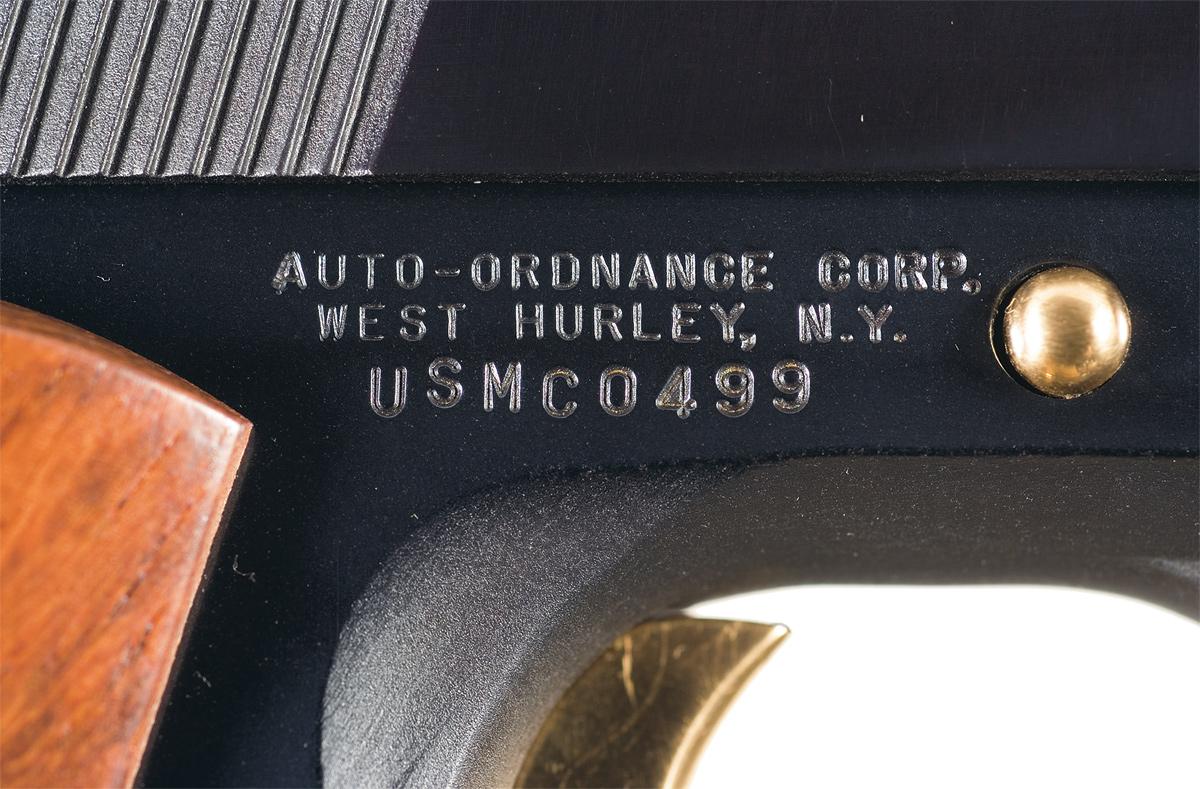 AUTO-ORDNANCE CORP.
WEST HURLEY, N.Y.
USMC0499